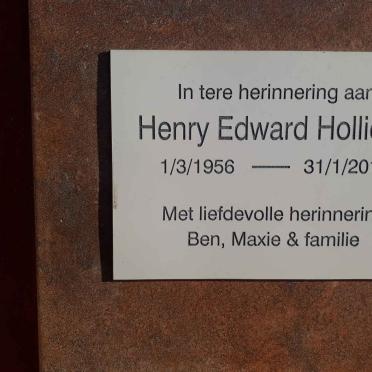 In tere herinnering aan
Henry Edward
1/3/1956 —— 31/1/
Met liefdevolle
Ben, Maxie & familie